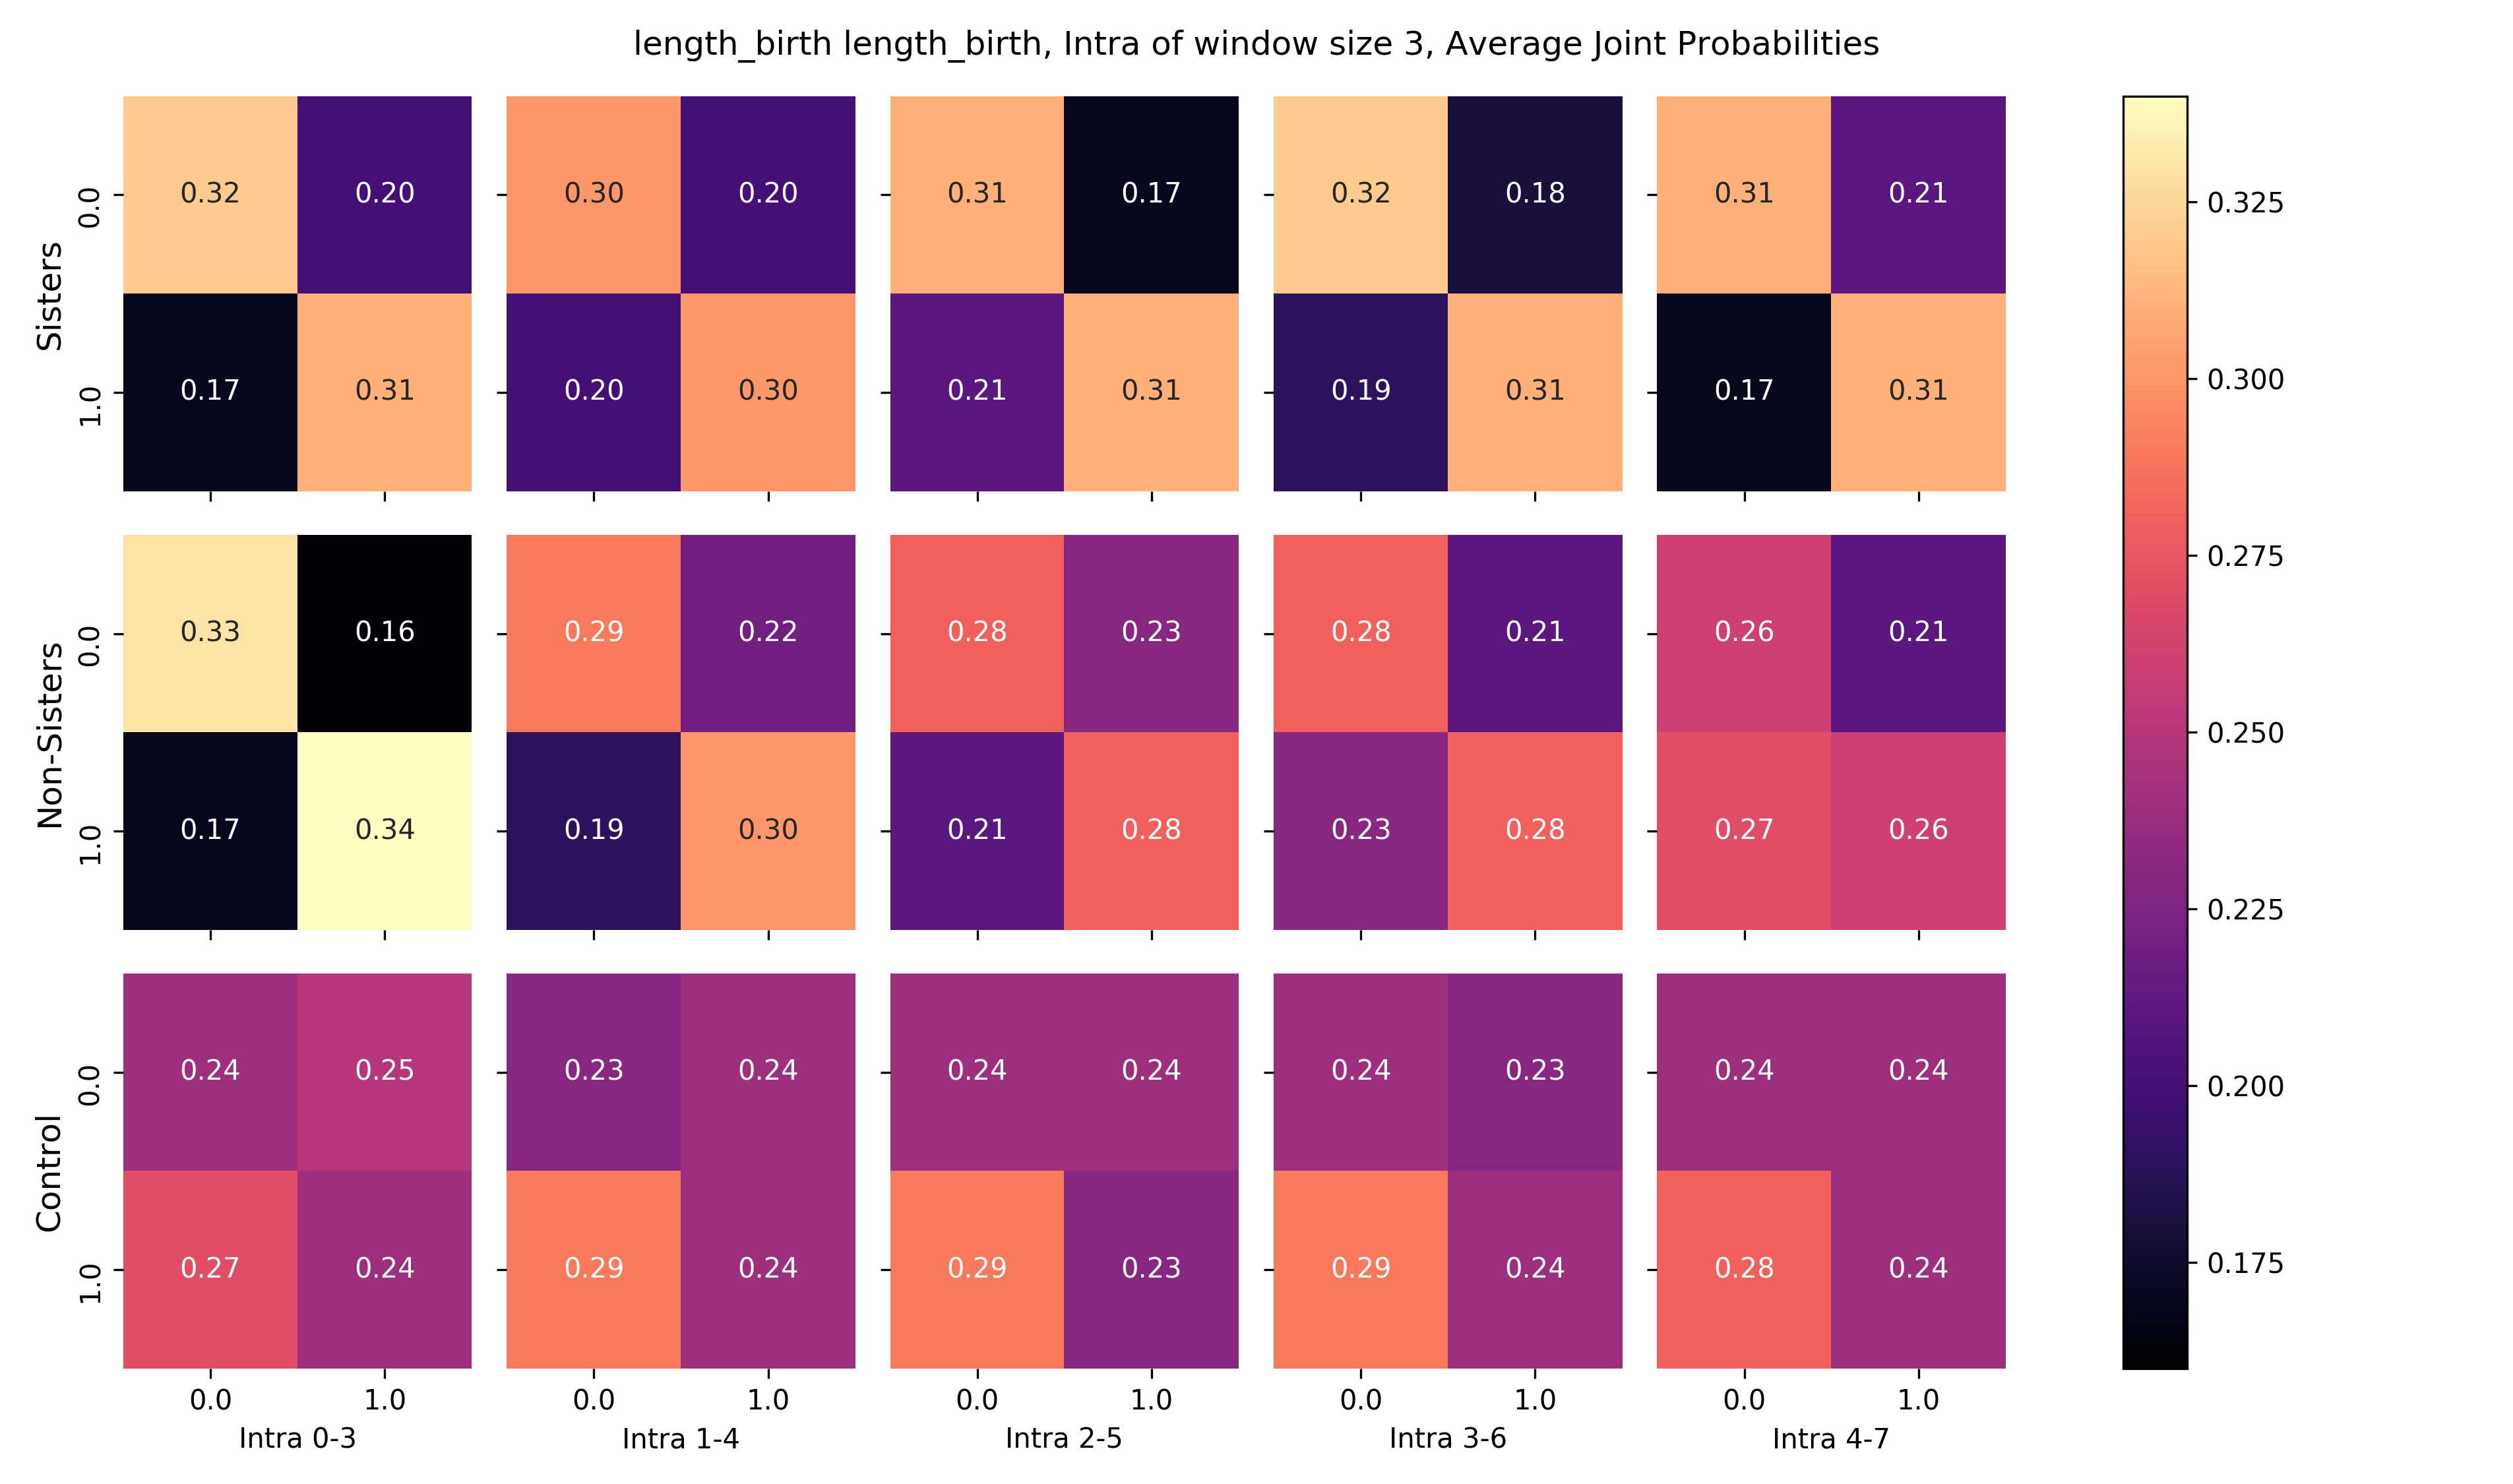 length_birth length_birth, Intra of window size 3, Average Joint Probabilities
Sisters
0.0
0.32 0.20 0.30 0.20 0.31 0.17 0.32 0.18 0.31 0.21
1.0
0.17 0.31 0.20 0.30 0.21 0.31 0.19 0.31 0.17 0.31
Non-Sisters
0.0
0.33 0.16 0.29 0.22 0.28 0.23 0.28 0.21 0.26 0.21
1.0
0.17 0.34 0.19 0.30 0.21 0.28 0.23 0.28 0.27 0.26
Control
0.0
0.24 0.25 0.23 0.24 0.24 0.24 0.24 0.23 0.24 0.24
1.0
0.27 0.24 0.29 0.24 0.29 0.23 0.29 0.24 0.28 0.24
0.0 1.0 0.0 1.0 0.0 1.0 0.0 1.0 0.0 1.0
Intra 0-3 Intra 1-4 Intra 2-5 Intra 3-6 Intra 4-7
0.325
0.300
0.275
0.250
0.225
0.200
0.175